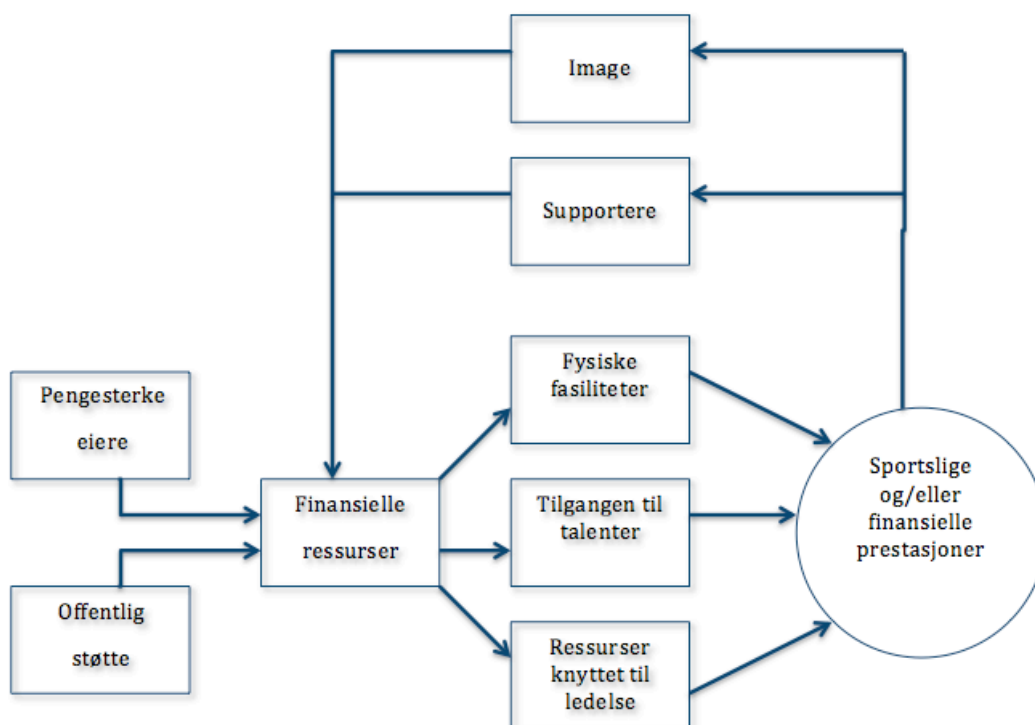 Image
Supportere
Fysiske
fasiliteter
Pengesterke
eiere
Finansielle
ressurser
Tilgangen til
talenter
Sportslige
og/eller
finansielle
prestasjoner
Offentlig
støtte
Ressurser
knyttet til
ledelse